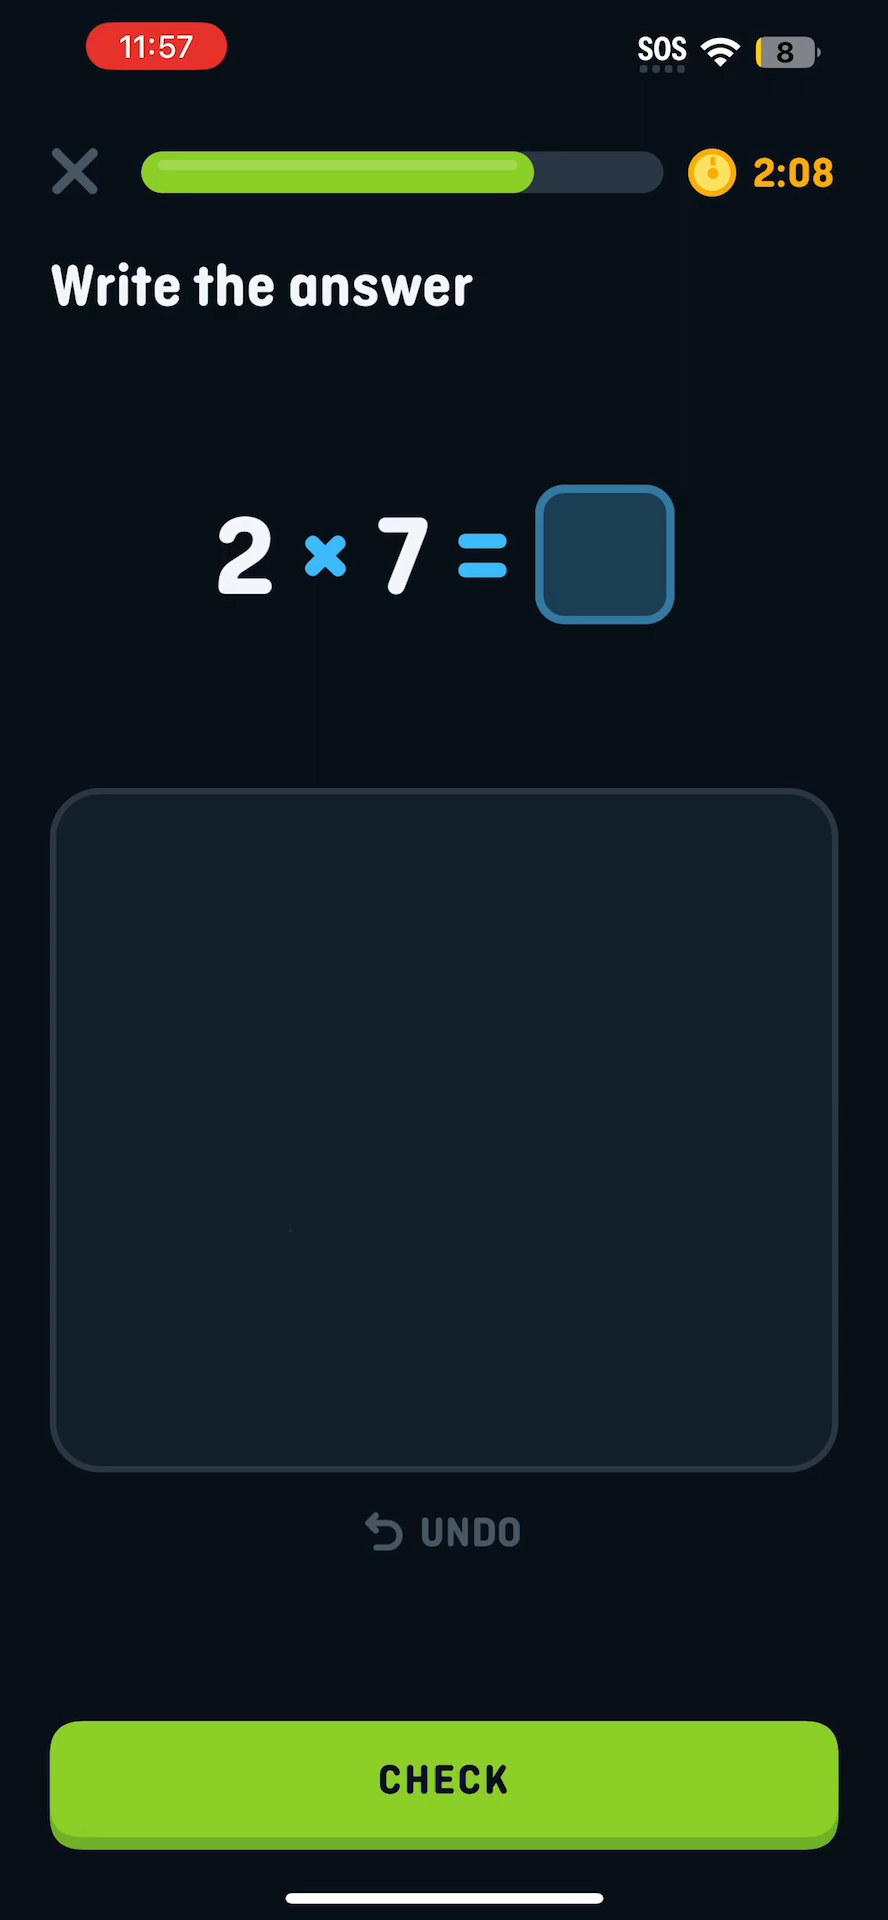 11:57 SOS 8
2:08
Write the answer
2 × 7 =
UNDO
CHECK